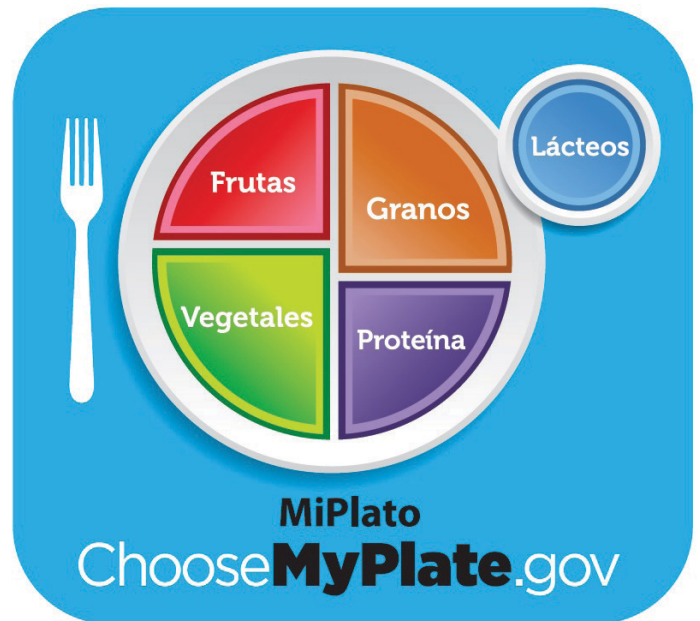 Frutas
Granos
Lácteos
Vegetales
Proteína
MiPlato
ChooseMyPlate.gov